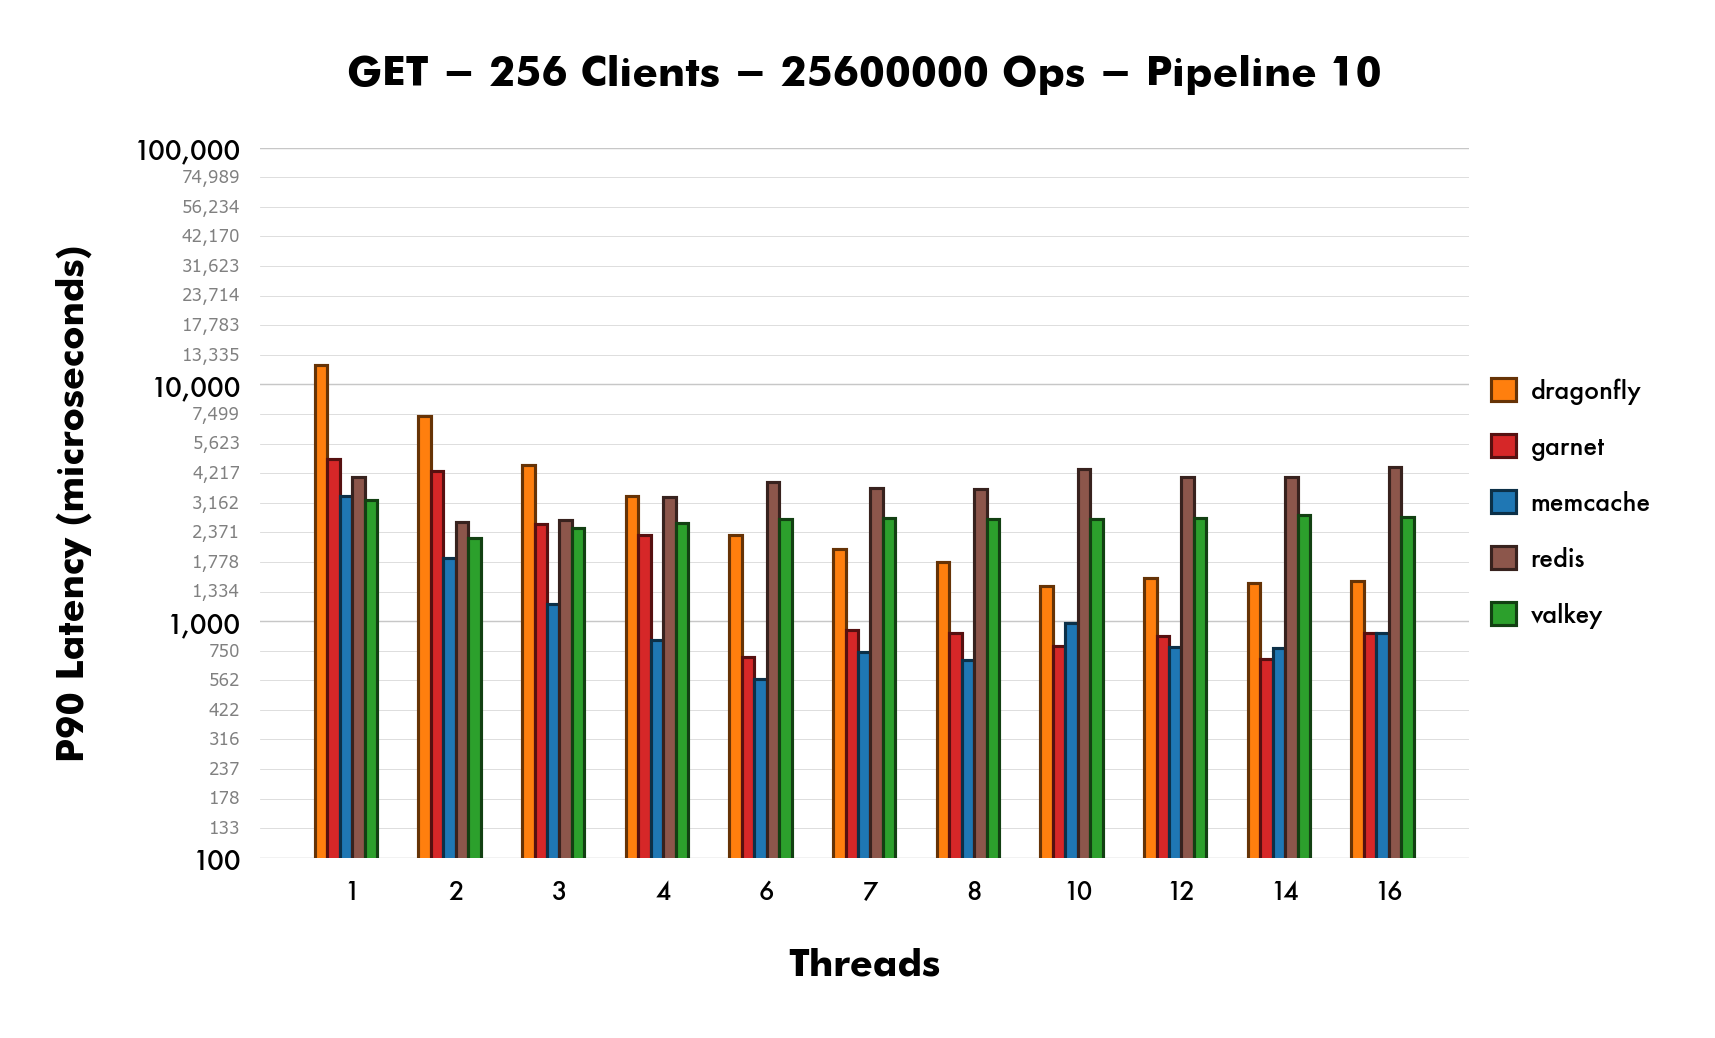 GET – 256 Clients – 25600000 Ops – Pipeline 10
P90 Latency (microseconds)
100,000
74,989
56,234
42,170
31,623
23,714
17,783
13,335
10,000
7,499
5,623
4,217
3,162
2,371
1,778
1,334
1,000
750
562
422
316
237
178
133
100
1 2 3 4 6 7 8 10 12 14 16
Threads
dragonfly
garnet
memcache
redis
valkey